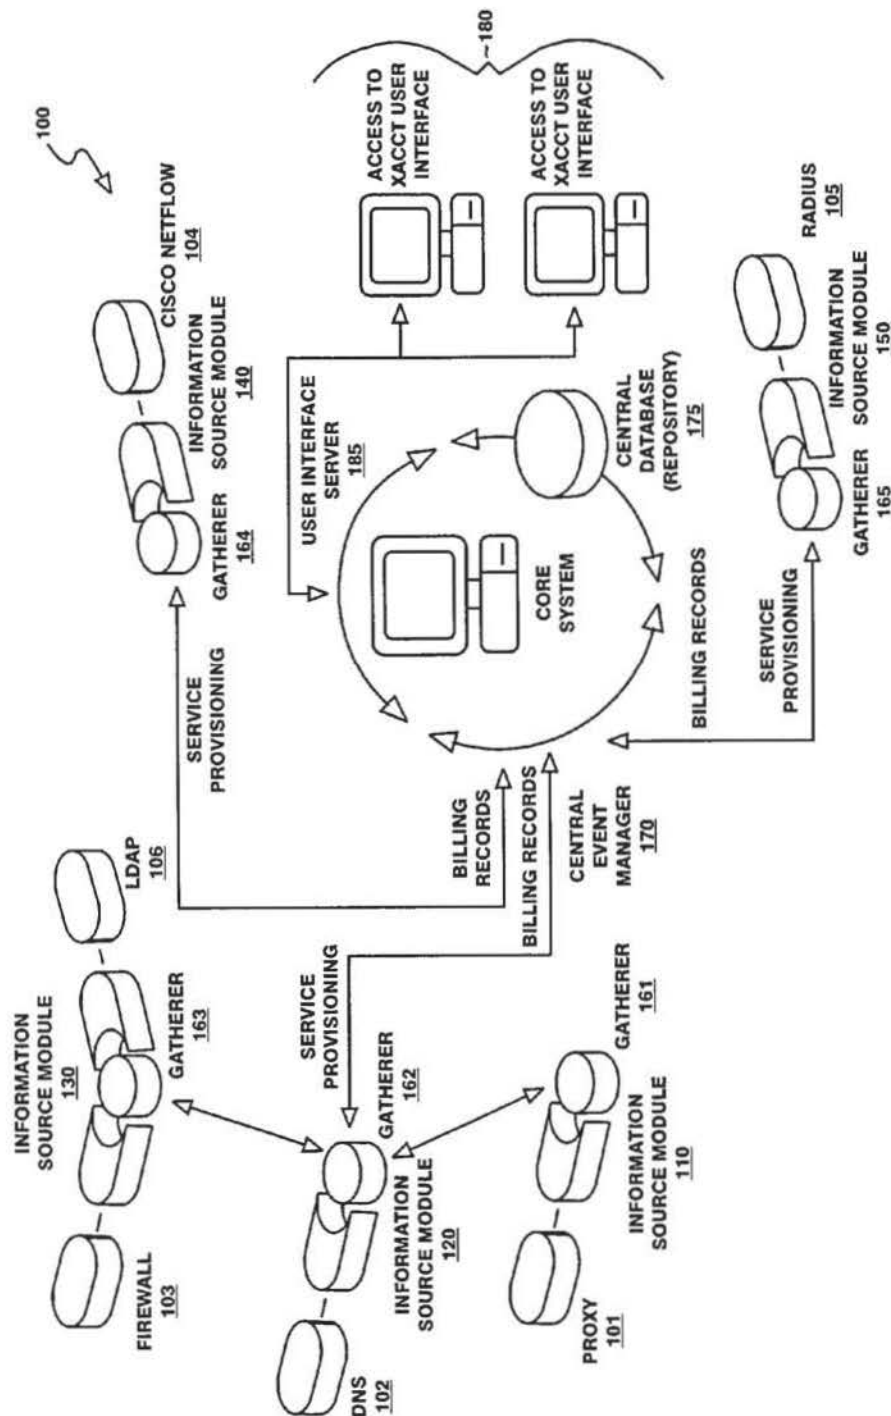 100
INFORMATION
SOURCE MODULE
130
LDAP
106
FIREWALL
103
GATHERER
163
CISCO NETFLOW
104
INFORMATION
SOURCE MODULE
140
GATHERER
164
SERVICE
PROVISIONING
DNS
102
INFORMATION
SOURCE MODULE
120
GATHERER
162
SERVICE
PROVISIONING
BILLING
RECORDS
BILLING RECORDS
USER INTERFACE
SERVER
185
ACCESS TO
XACCT USER
INTERFACE
ACCESS TO
XACCT USER
INTERFACE
~180
CORE
SYSTEM
CENTRAL
DATABASE
(REPOSITORY)
175
CENTRAL
EVENT
MANAGER
170
BILLING RECORDS
SERVICE
PROVISIONING
PROXY
101
INFORMATION
SOURCE MODULE
110
GATHERER
161
RADIUS
105
INFORMATION
SOURCE MODULE
150
GATHERER
165